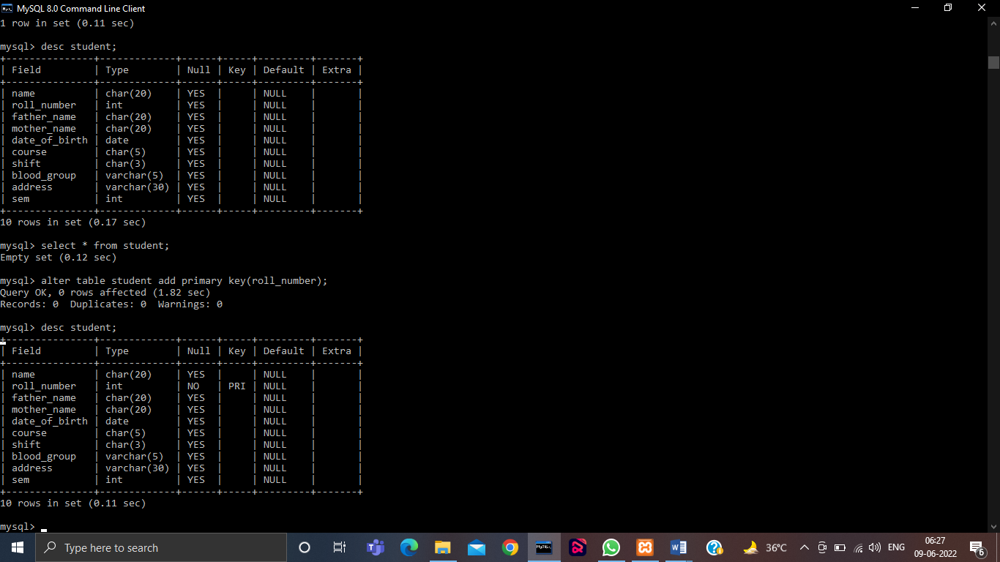 MySQL 8.0 Command Line Client
1 row in set (0.11 sec)
mysql> desc student;
+---------------+-------------+------+-----+---------+-------+
| Field         | Type        | Null | Key | Default | Extra |
+---------------+-------------+------+-----+---------+-------+
| name          | char(20)    | YES  |     | NULL    |       |
| roll_number   | int         | YES  |     | NULL    |       |
| father_name   | char(20)    | YES  |     | NULL    |       |
| mother_name   | char(20)    | YES  |     | NULL    |       |
| date_of_birth | date        | YES  |     | NULL    |       |
| course        | char(5)     | YES  |     | NULL    |       |
| shift         | char(3)     | YES  |     | NULL    |       |
| blood_group   | varchar(5)  | YES  |     | NULL    |       |
| address       | varchar(30) | YES  |     | NULL    |       |
| sem           | int         | YES  |     | NULL    |       |
+---------------+-------------+------+-----+---------+-------+
10 rows in set (0.17 sec)
mysql> select * from student;
Empty set (0.12 sec)
mysql> alter table student add primary key(roll_number);
Query OK, 0 rows affected (1.82 sec)
Records: 0  Duplicates: 0  Warnings: 0
mysql> desc student;
+---------------+-------------+------+-----+---------+-------+
| Field         | Type        | Null | Key | Default | Extra |
+---------------+-------------+------+-----+---------+-------+
| name          | char(20)    | YES  |     | NULL    |       |
| roll_number   | int         | NO   | PRI | NULL    |       |
| father_name   | char(20)    | YES  |     | NULL    |       |
| mother_name   | char(20)    | YES  |     | NULL    |       |
| date_of_birth | date        | YES  |     | NULL    |       |
| course        | char(5)     | YES  |     | NULL    |       |
| shift         | char(3)     | YES  |     | NULL    |       |
| blood_group   | varchar(5)  | YES  |     | NULL    |       |
| address       | varchar(30) | YES  |     | NULL    |       |
| sem           | int         | YES  |     | NULL    |       |
+---------------+-------------+------+-----+---------+-------+
10 rows in set (0.11 sec)
mysql>
Type here to search
36°C
ENG
06:27
09-06-2022
6